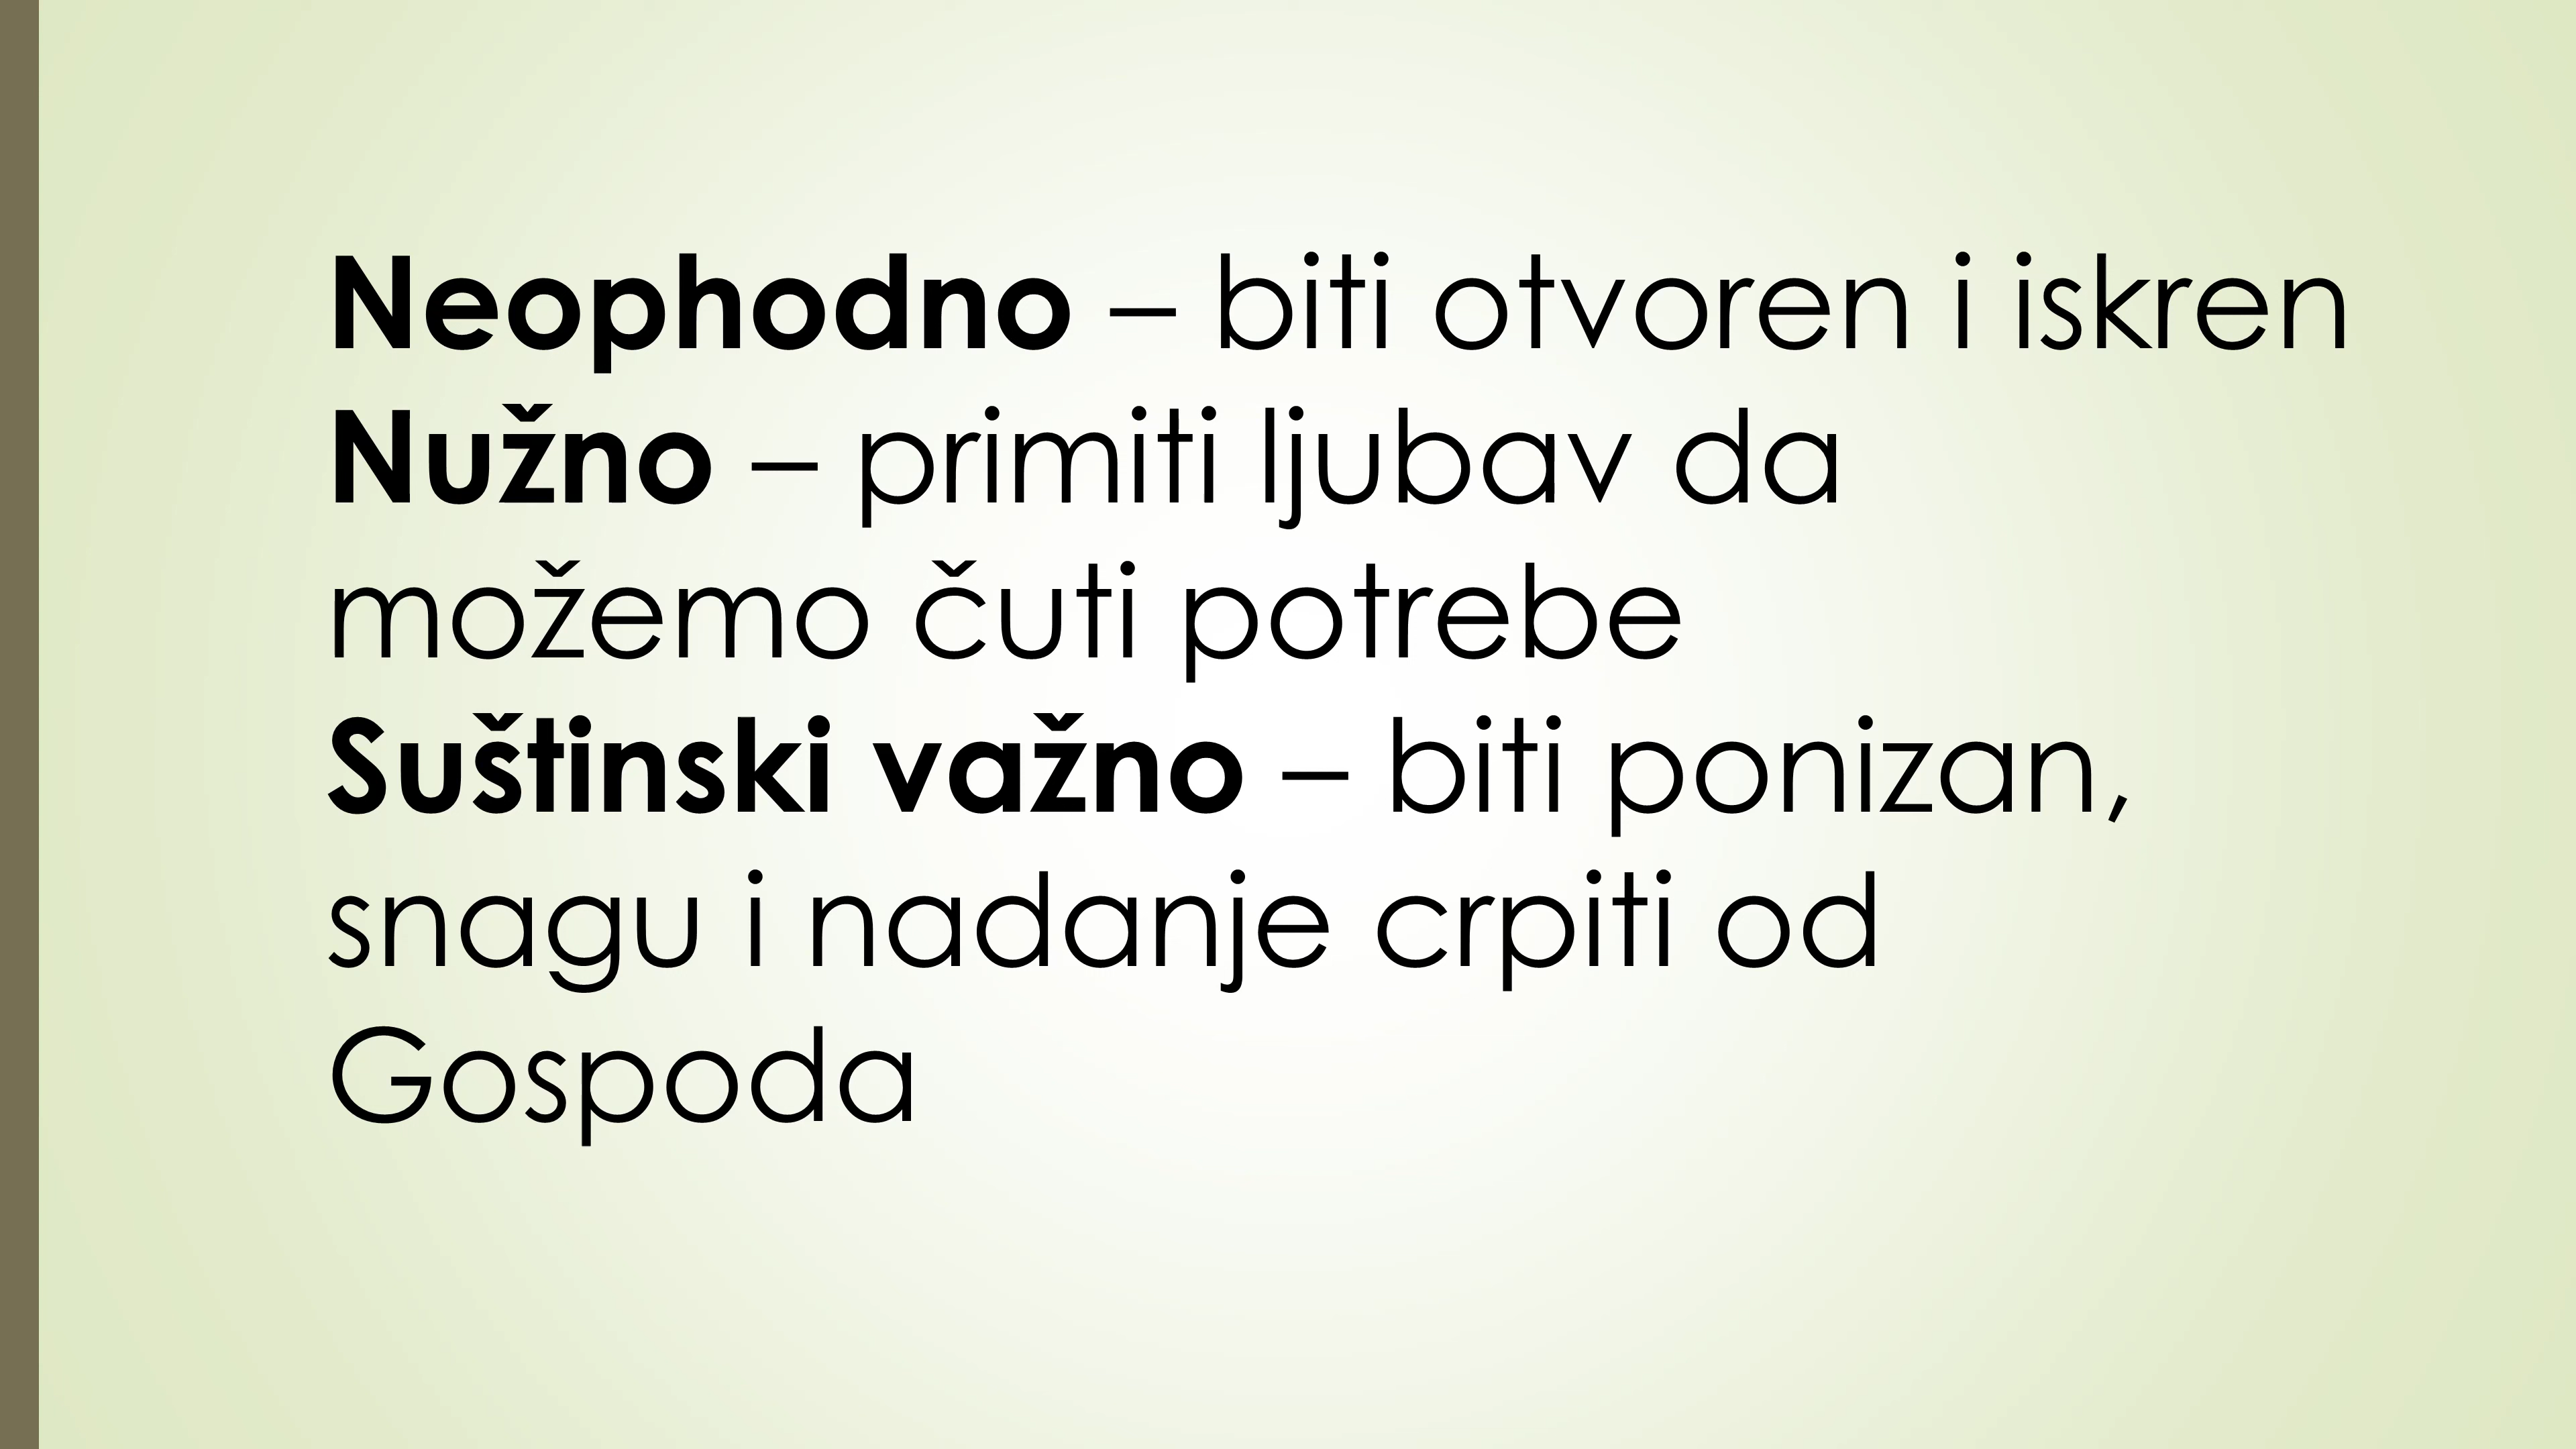 Neophodno – biti otvoren i iskren
Nužno – primiti ljubav da
možemo čuti potrebe
Suštinski važno – biti ponizan,
snagu i nadanje crpiti od
Gospoda